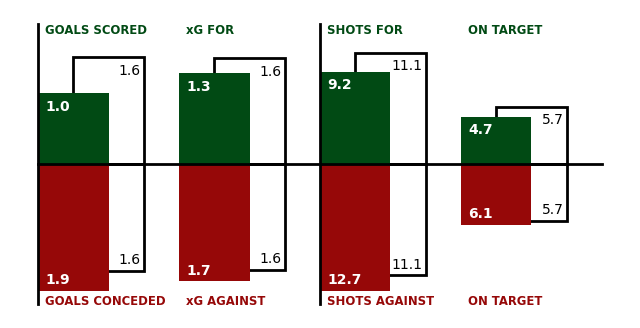 GOALS SCORED xG FOR SHOTS FOR ON TARGET
1.6 1.6 11.1 5.7
1.0 1.3 9.2 4.7
1.9 1.7 12.7 6.1
1.6 1.6 11.1 5.7
GOALS CONCEDED xG AGAINST SHOTS AGAINST ON TARGET